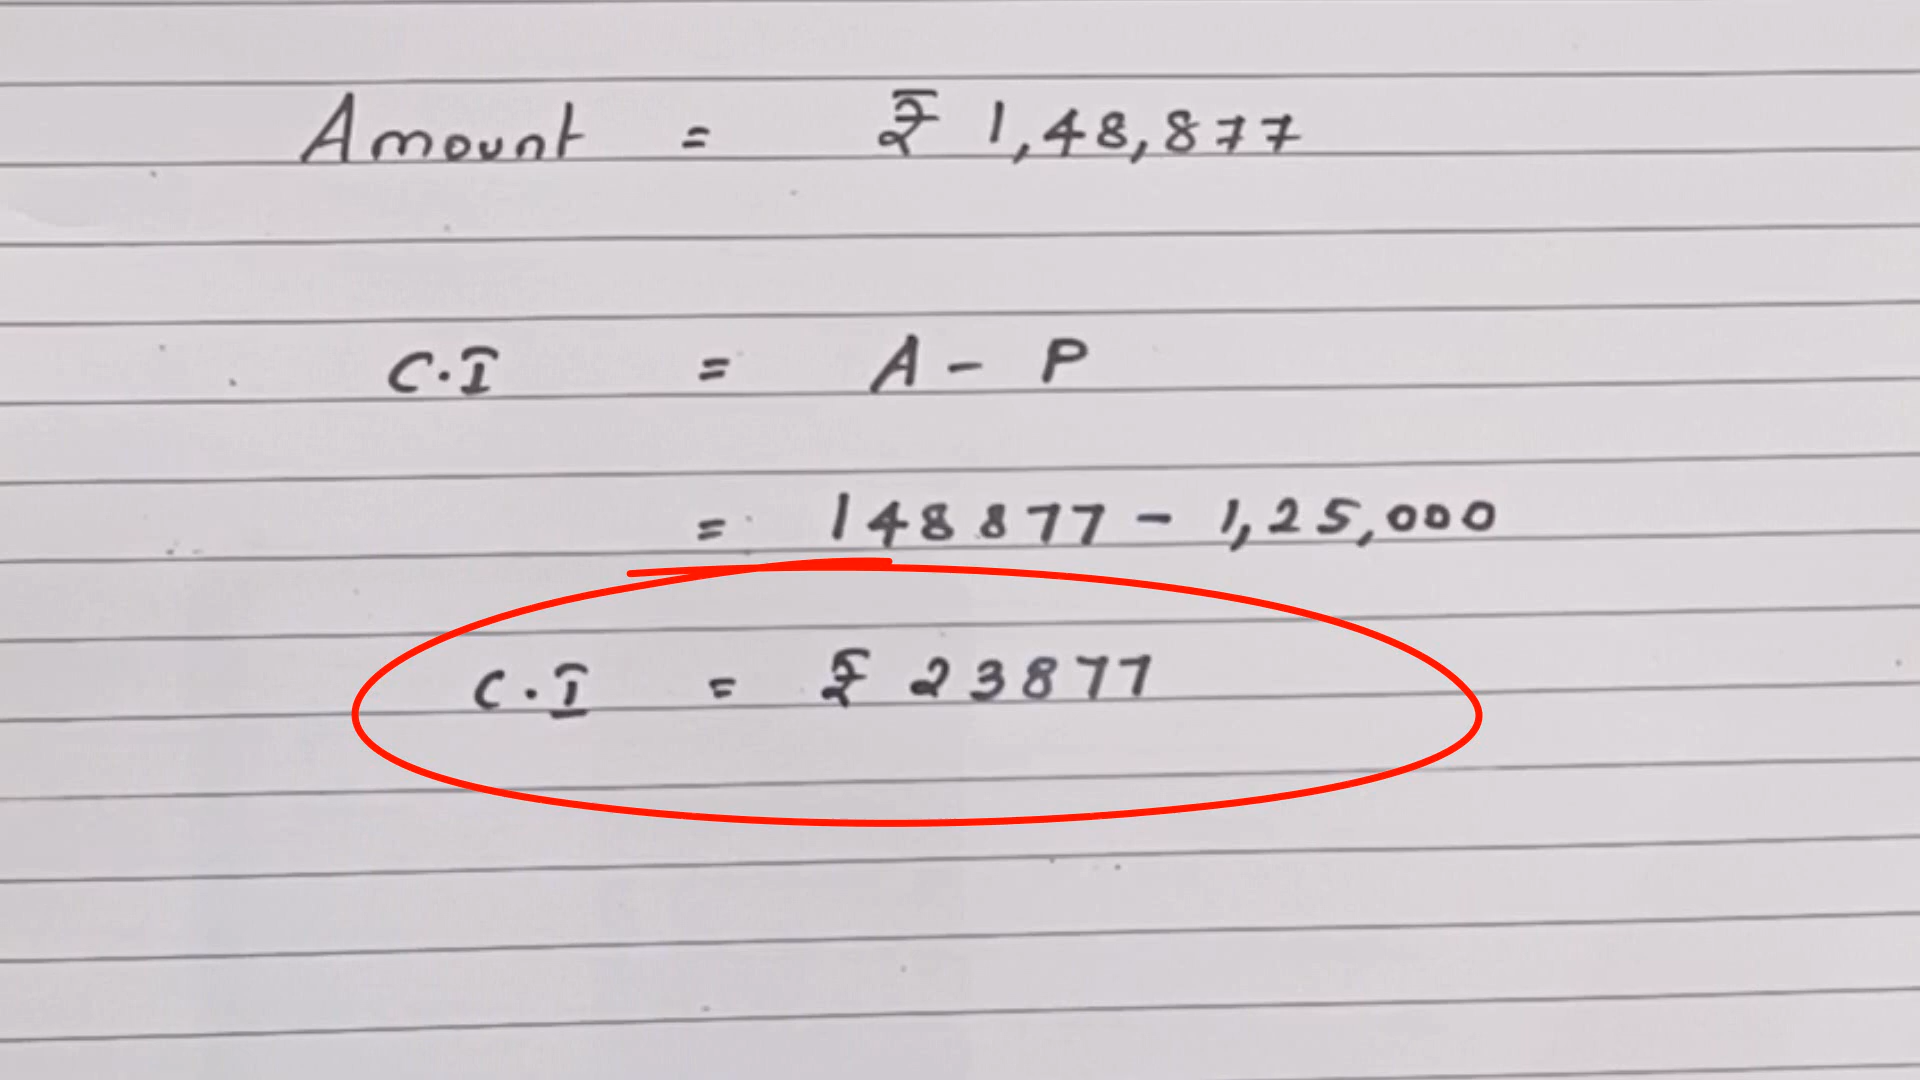 Amount = ₹ 1,48,877
C.I = A - P
= 148877 - 1,25,000
C.I = ₹ 23877